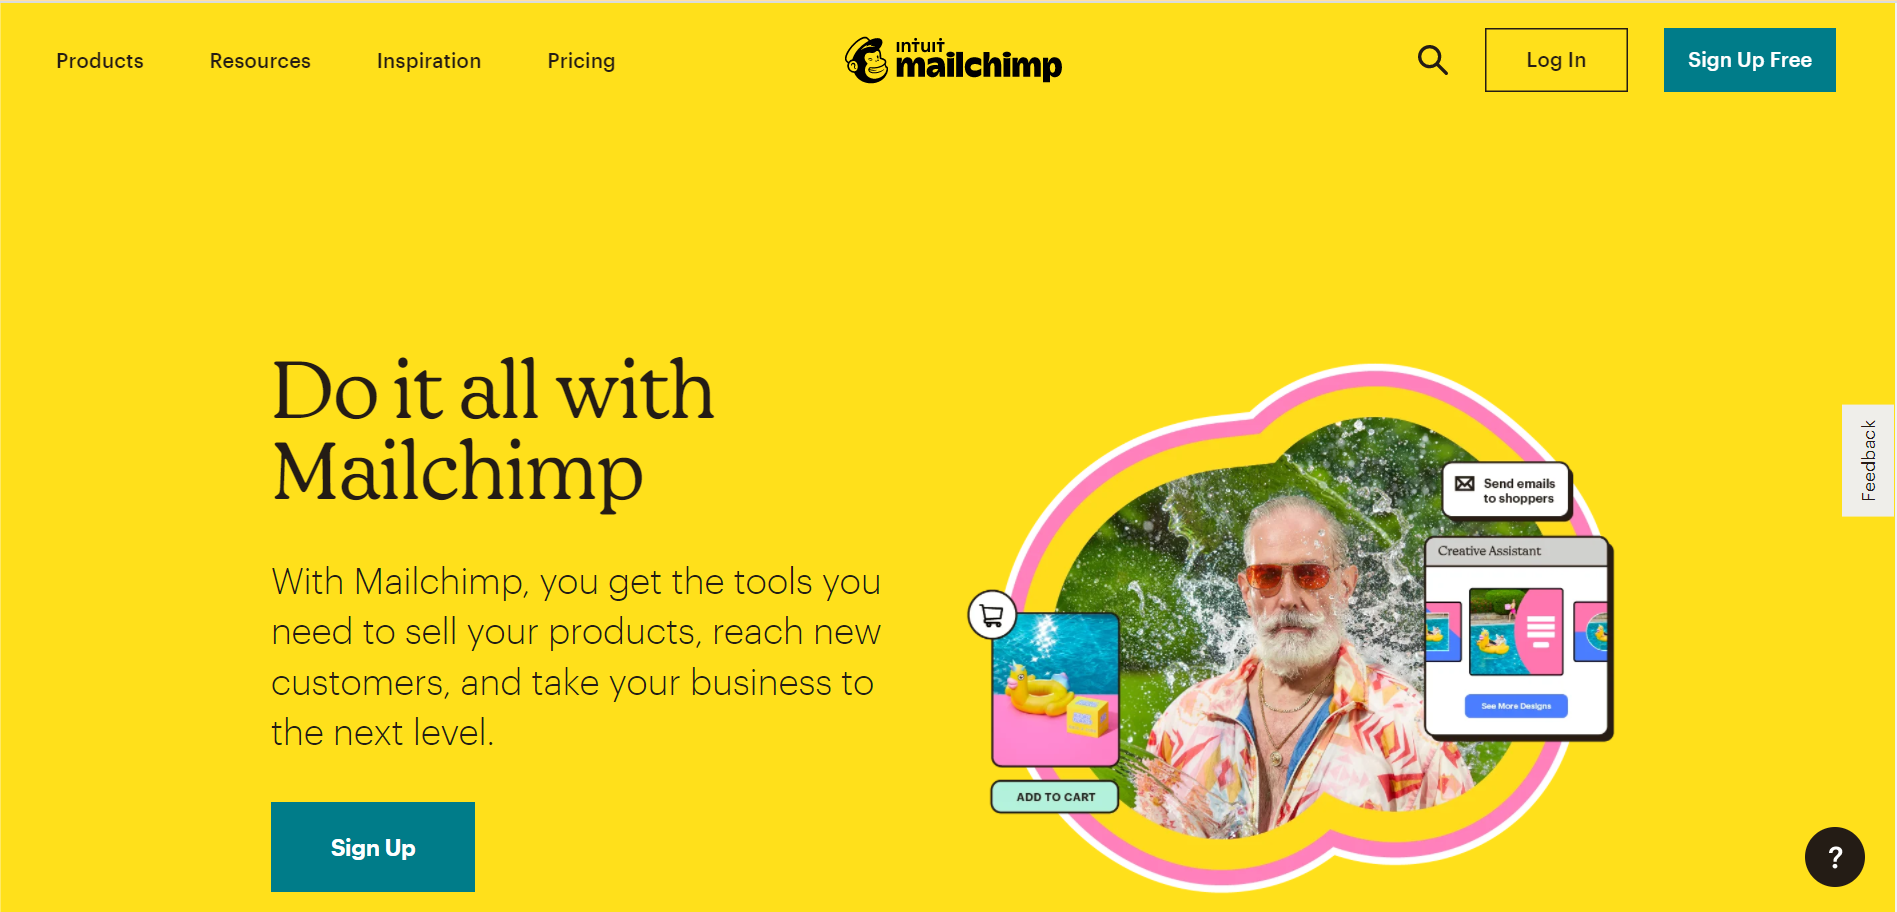 Products
Resources
Inspiration
Pricing
INTUIT
mailchimp
Log In
Sign Up Free
Do it all with
Mailchimp
With Mailchimp, you get the tools you
need to sell your products, reach new
customers, and take your business to
the next level.
Sign Up
Send emails
to shoppers
Creative Assistant
See More Designs
ADD TO CART
Feedback
?